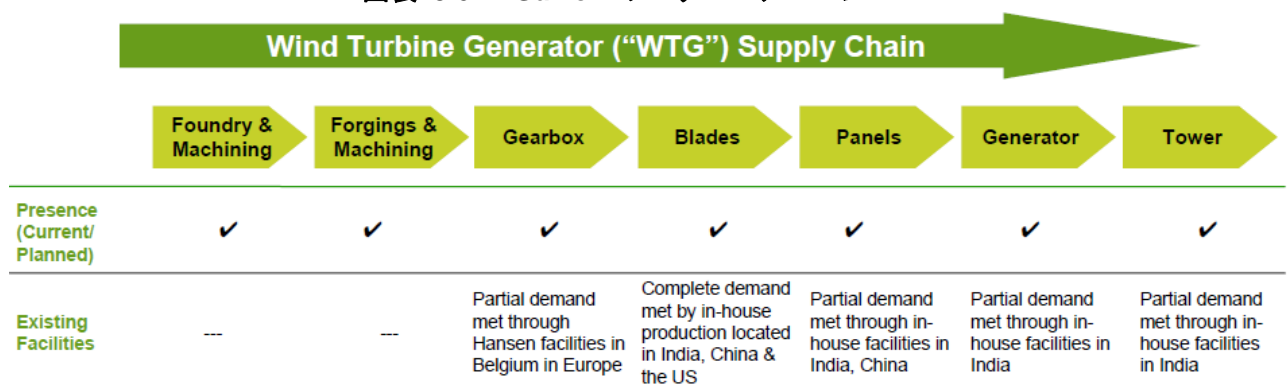 Wind Turbine Generator (“WTG”) Supply Chain
Foundry &
Machining
Forgings &
Machining
Gearbox
Blades
Panels
Generator
Tower
Presence
(Current/
Planned)
✔ ✔ ✔ ✔ ✔ ✔ ✔
Existing
Facilities
---
---
Partial demand
met through
Hansen facilities in
Belgium in Europe
Complete demand
met by in-house
production located
in India, China &
the US
Partial demand
met through in-
house facilities in
India, China
Partial demand
met through in-
house facilities in
India
Partial demand
met through in-
house facilities
in India